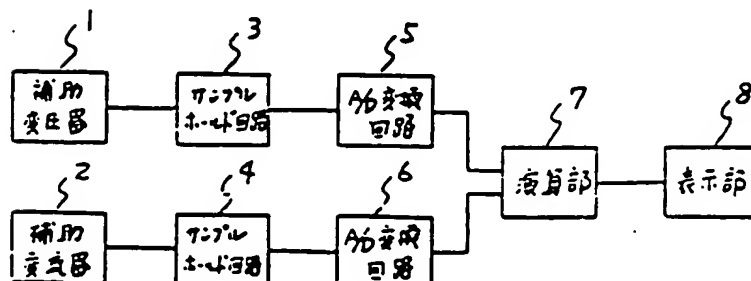 1
補助
変圧器
3
サンプル
ホールド回路
5
A/D変換
回路
7
演算部
8
表示部
2
補助
変流器
4
サンプル
ホールド回路
6
A/D変換
回路